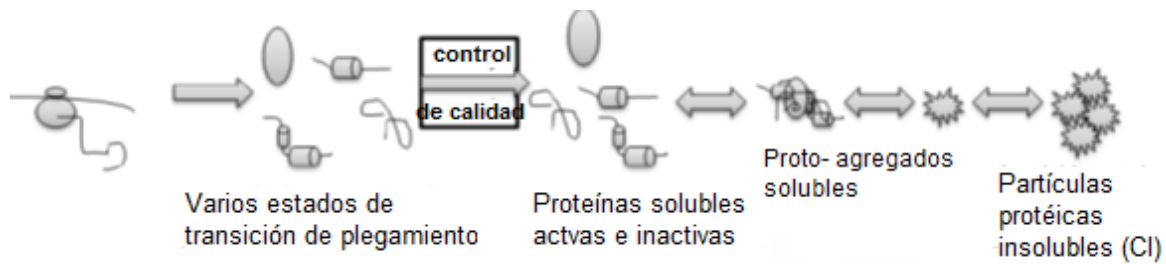 control
de calidad
Varios estados de
transición de plegamiento
Proteínas solubles
actvas e inactivas
Proto- agregados
solubles
Partículas
protéicas
insolubles (CI)